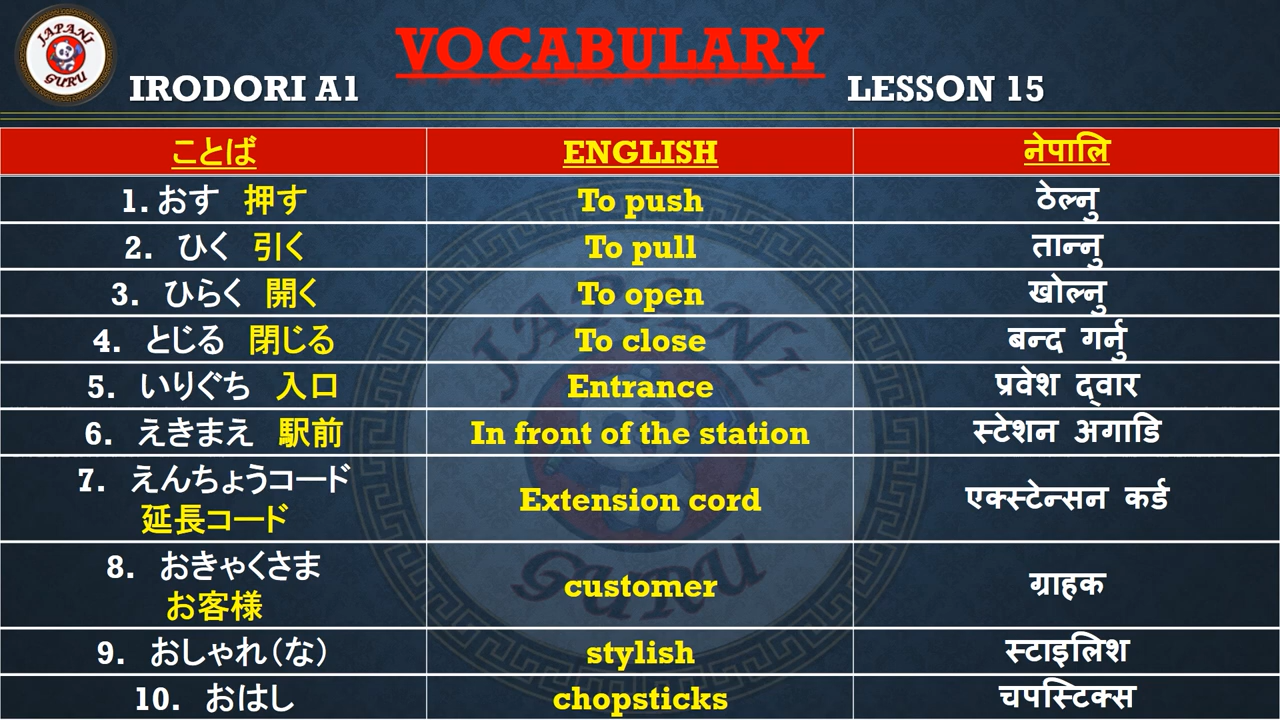 JAPANI
GURU
VOCABULARY
IRODORI A1
LESSON 15
ことば ENGLISH नेपालि
1. おす 押す To push ठेल्नु
2. ひく 引く To pull तान्नु
3. ひらく 開く To open खोल्नु
4. とじる 閉じる To close बन्द गर्नु
5. いりぐち 入口 Entrance प्रवेश द्वार
6. えきまえ 駅前 In front of the station स्टेशन अगाडि
7. えんちょうコード
延長コード Extension cord एक्स्टेन्सन कर्ड
8. おきゃくさま
お客様 customer ग्राहक
9. おしゃれ(な) stylish स्टाइलिश
10. おはし chopsticks चपस्टिक्स
JAPANI
GURU